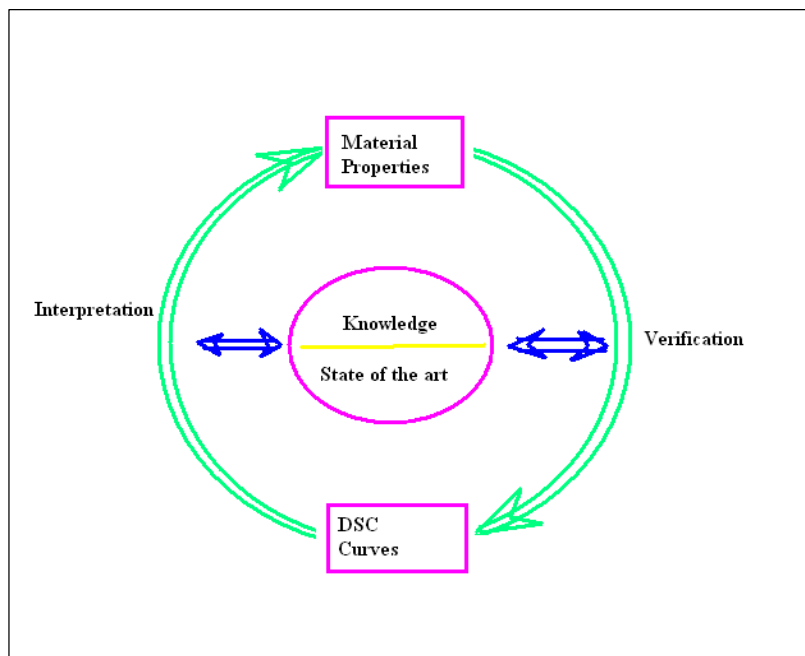 Material
Properties
Interpretation
Knowledge
State of the art
Verification
DSC
Curves